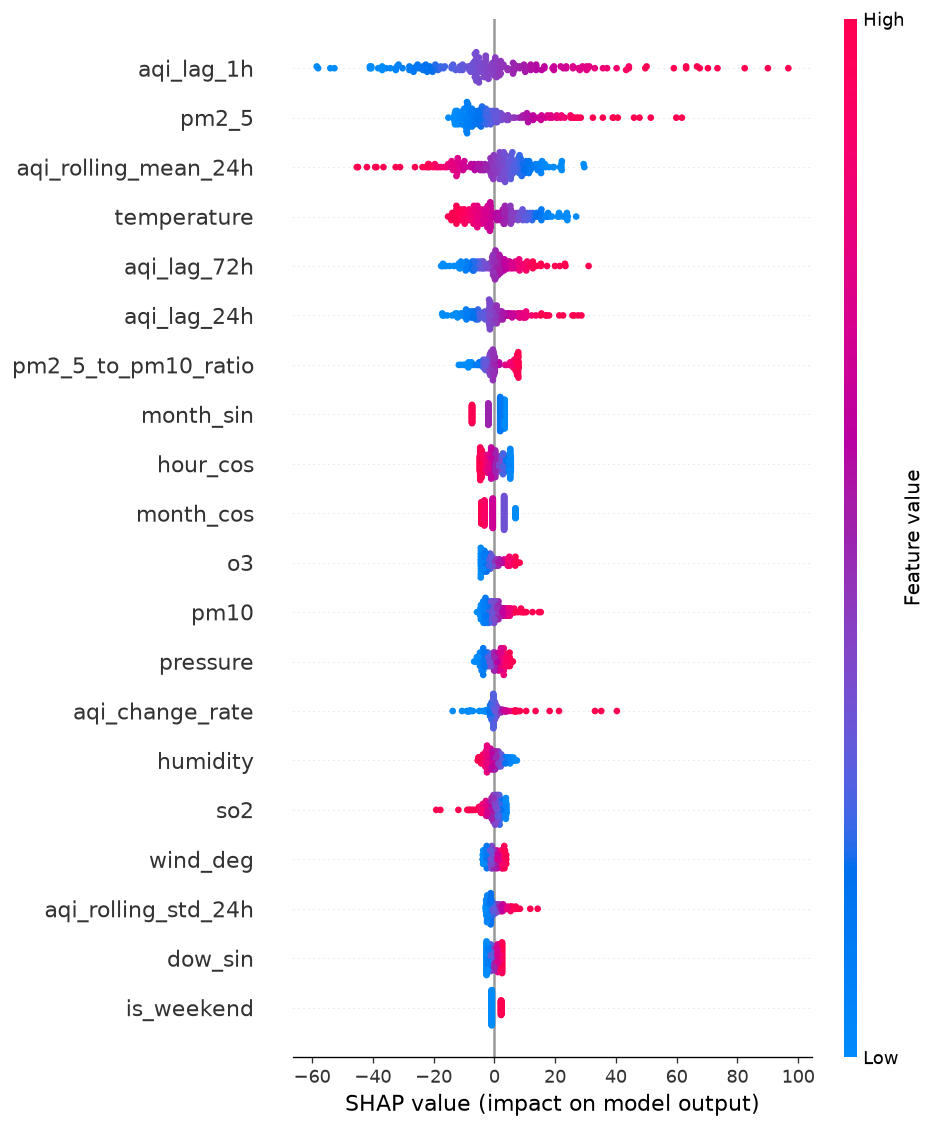 High
aqi_lag_1h
pm2_5
aqi_rolling_mean_24h
temperature
aqi_lag_72h
aqi_lag_24h
pm2_5_to_pm10_ratio
month_sin
hour_cos
month_cos
o3
pm10
pressure
aqi_change_rate
humidity
so2
wind_deg
aqi_rolling_std_24h
dow_sin
is_weekend
Feature value
Low
−60 −40 −20 0 20 40 60 80 100
SHAP value (impact on model output)